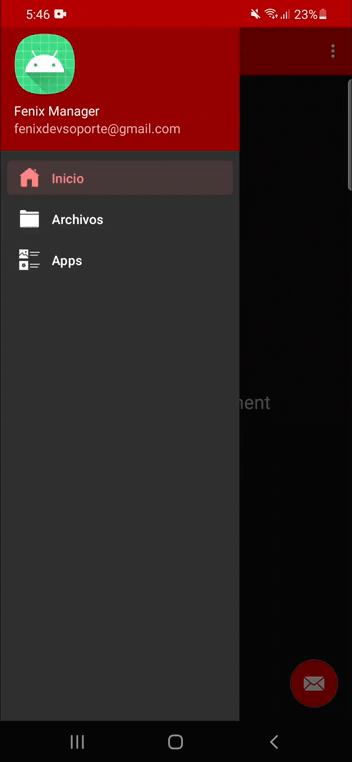 5:46
23%
Fenix Manager
fenixdevsoporte@gmail.com
Inicio
Archivos
Apps
ment